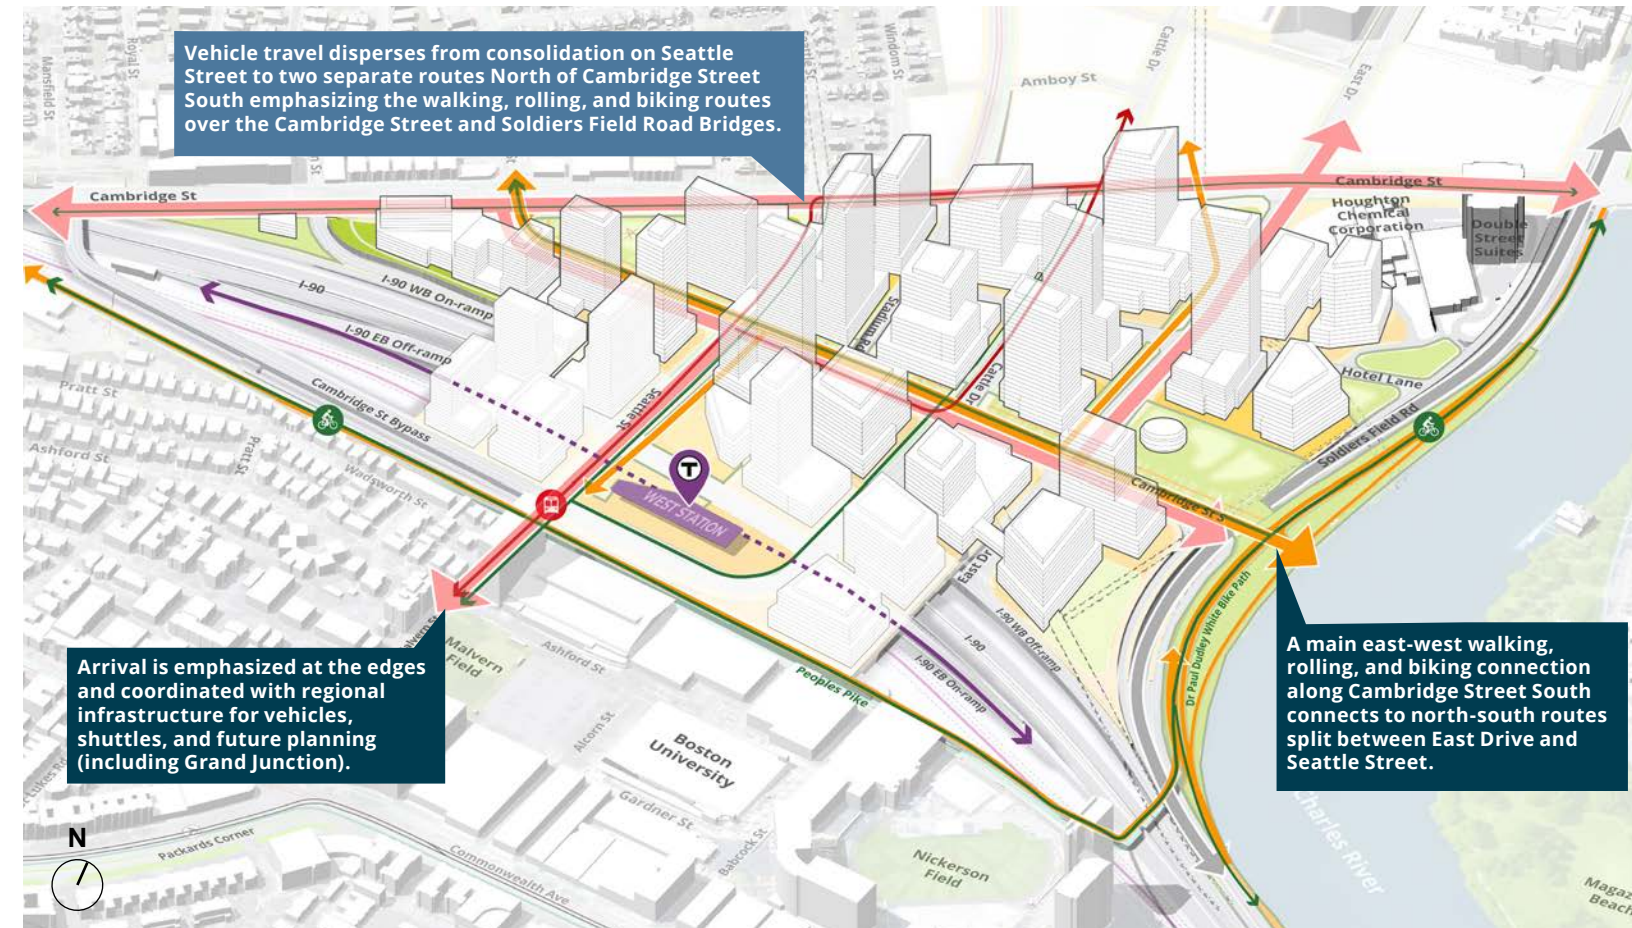 Mansfield St
Royal St
Windom St
Cattle Dr
Amboy St
East Dr
Vehicle travel disperses from consolidation on Seattle
Street to two separate routes North of Cambridge Street
South emphasizing the walking, rolling, and biking routes
over the Cambridge Street and Soldiers Field Road Bridges.
Cambridge St
Cambridge St
Houghton
Chemical
Corporation
Double
Street
Suites
I-90
I-90 WB On-ramp
I-90 EB Off-ramp
Stadium Rd
Cattle Dr
Seattle St
Hotel Lane
Soldiers Field Rd
Pratt St
Cambridge St Bypass
Ashford St
Pratt St
Wadsworth St
T
WEST STATION
Cambridge St S
East Dr
I-90 WB Off-ramp
I-90
I-90 EB On-ramp
Dr Paul Dudley White Bike Path
Peoples Pike
Malvern
Field
Ashford St
Alcorn St
Arrival is emphasized at the edges
and coordinated with regional
infrastructure for vehicles,
shuttles, and future planning
(including Grand Junction).
A main east-west walking,
rolling, and biking connection
along Cambridge Street South
connects to north-south routes
split between East Drive and
Seattle Street.
Boston
University
Gardner St
Babcock St
Nickerson
Field
Charles River
N
Packards Corner
Commonwealth Ave
Beach